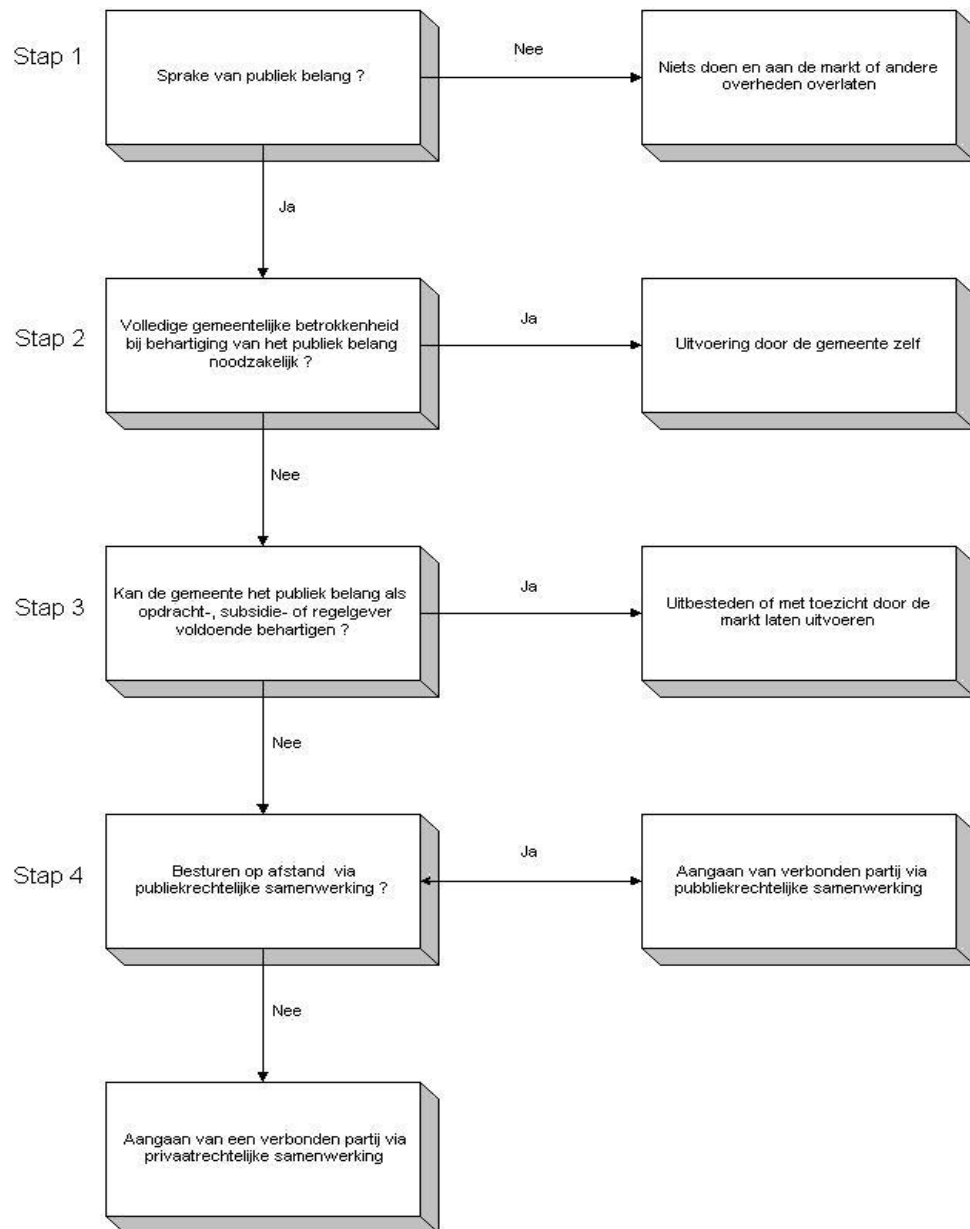 Stap 1
Sprake van publiek belang ?
Nee
Niets doen en aan de markt of andere
overheden overlaten
Ja
Stap 2
Volledige gemeentelijke betrokkenheid
bij behartiging van het publiek belang
noodzakelijk ?
Ja
Uitvoering door de gemeente zelf
Nee
Stap 3
Kan de gemeente het publiek belang als
opdracht-, subsidie- of regelgever
voldoende behartigen ?
Ja
Uitbesteden of met toezicht door de
markt laten uitvoeren
Nee
Stap 4
Besturen op afstand via
publiekrechtelijke samenwerking ?
Ja
Aangaan van verbonden partij via
pubbliekrechtelijke samenwerking
Nee
Aangaan van een verbonden partij via
privaatrechtelijke samenwerking